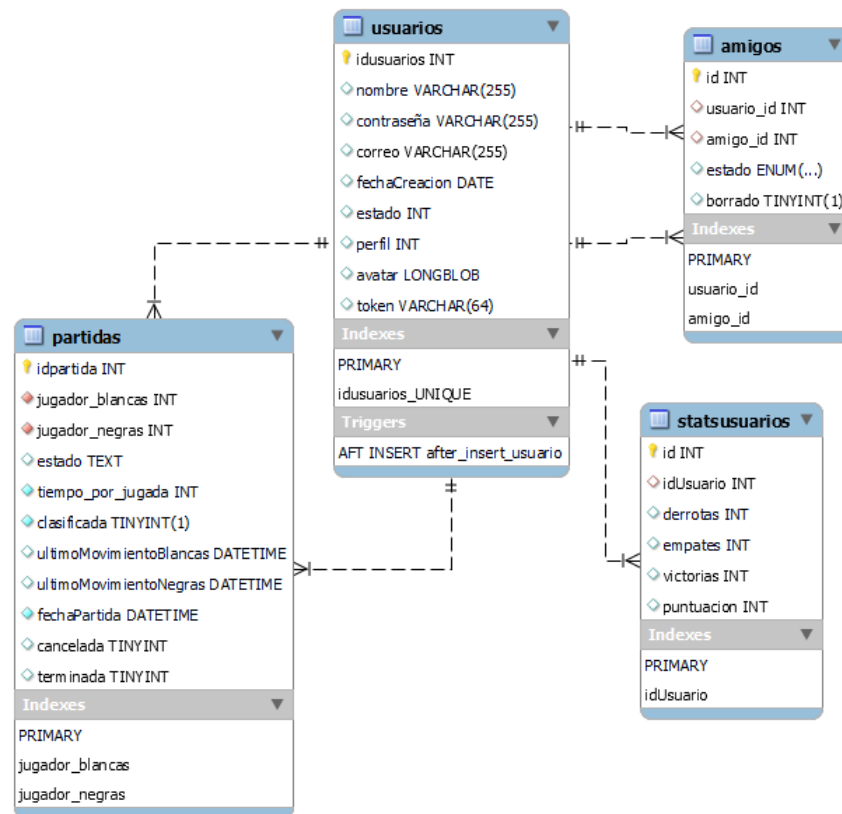 usuarios
idusuarios INT
nombre VARCHAR(255)
contraseña VARCHAR(255)
correo VARCHAR(255)
fechaCreacion DATE
estado INT
perfil INT
avatar LONGBLOB
token VARCHAR(64)
Indexes
PRIMARY
idusuarios_UNIQUE
Triggers
AFT INSERT after_insert_usuario
amigos
id INT
usuario_id INT
amigo_id INT
estado ENUM(...)
borrado TINYINT(1)
Indexes
PRIMARY
usuario_id
amigo_id
partidas
idpartida INT
jugador_blancas INT
jugador_negras INT
estado TEXT
tiempo_por_jugada INT
clasificada TINYINT(1)
ultimoMovimientoBlancas DATETIME
ultimoMovimientoNegras DATETIME
fechaPartida DATETIME
cancelada TINYINT
terminada TINYINT
Indexes
PRIMARY
jugador_blancas
jugador_negras
statsusuarios
id INT
idUsuario INT
derrotas INT
empates INT
victorias INT
puntuacion INT
Indexes
PRIMARY
idUsuario